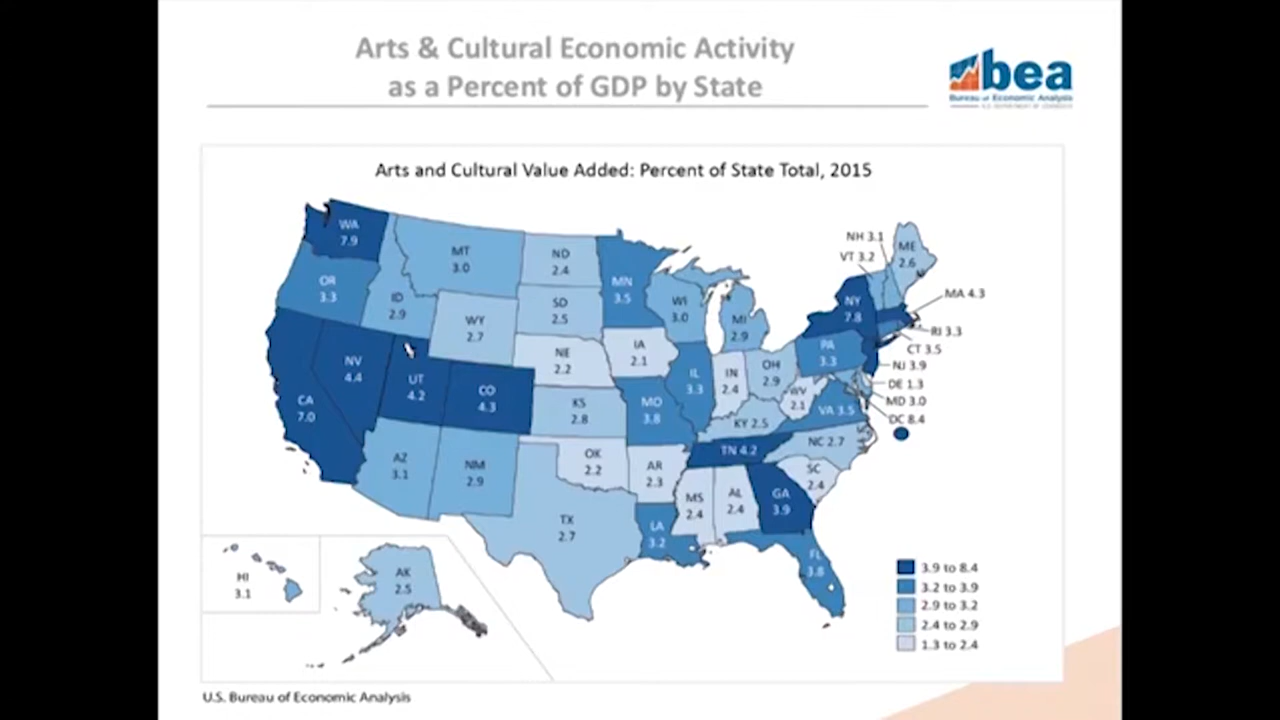 Arts & Cultural Economic Activity
as a Percent of GDP by State
bea
Bureau of Economic Analysis
U.S. DEPARTMENT OF COMMERCE
Arts and Cultural Value Added: Percent of State Total, 2015
WA
7.9
OR
3.3
CA
7.0
NV
4.4
ID
2.9
MT
3.0
WY
2.7
UT
4.2
CO
4.3
AZ
3.1
NM
2.9
ND
2.4
SD
2.5
NE
2.2
KS
2.8
OK
2.2
TX
2.7
MN
3.5
IA
2.1
MO
3.8
AR
2.3
LA
3.2
WI
3.0
IL
3.3
MI
2.9
IN
2.4
OH
2.9
KY 2.5
TN 4.2
MS
2.4
AL
2.4
GA
3.9
FL
3.8
SC
2.4
NC 2.7
VA 3.5
WV
2.1
PA
3.3
NY
7.8
VT 3.2
NH 3.1
ME
2.6
MA 4.3
RI 3.3
CT 3.5
NJ 3.9
DE 1.3
MD 3.0
DC 8.4
HI
3.1
AK
2.5
3.9 to 8.4
3.2 to 3.9
2.9 to 3.2
2.4 to 2.9
1.3 to 2.4
U.S. Bureau of Economic Analysis